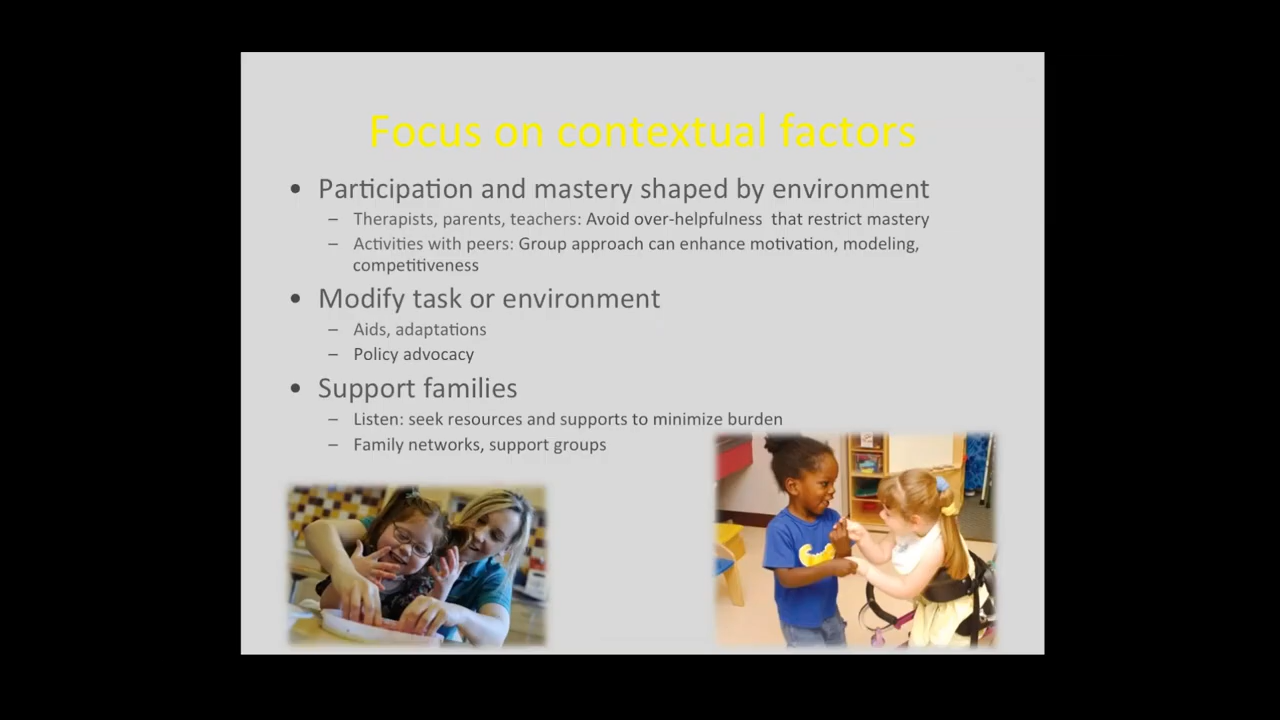 Focus on contextual factors
• Participation and mastery shaped by environment
– Therapists, parents, teachers: Avoid over-helpfulness  that restrict mastery
– Activities with peers: Group approach can enhance motivation, modeling,
competitiveness
• Modify task or environment
– Aids, adaptations
– Policy advocacy
• Support families
– Listen: seek resources and supports to minimize burden
– Family networks, support groups